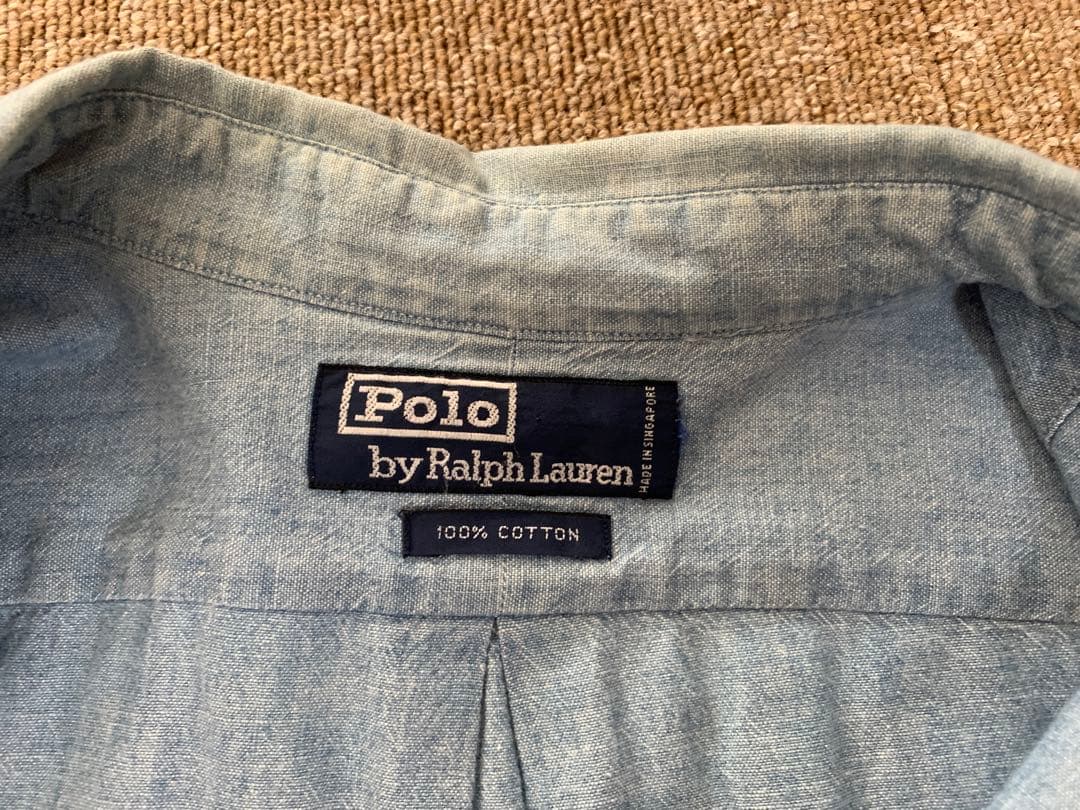 Polo
by Ralph Lauren
MADE IN SINGAPORE
100% COTTON